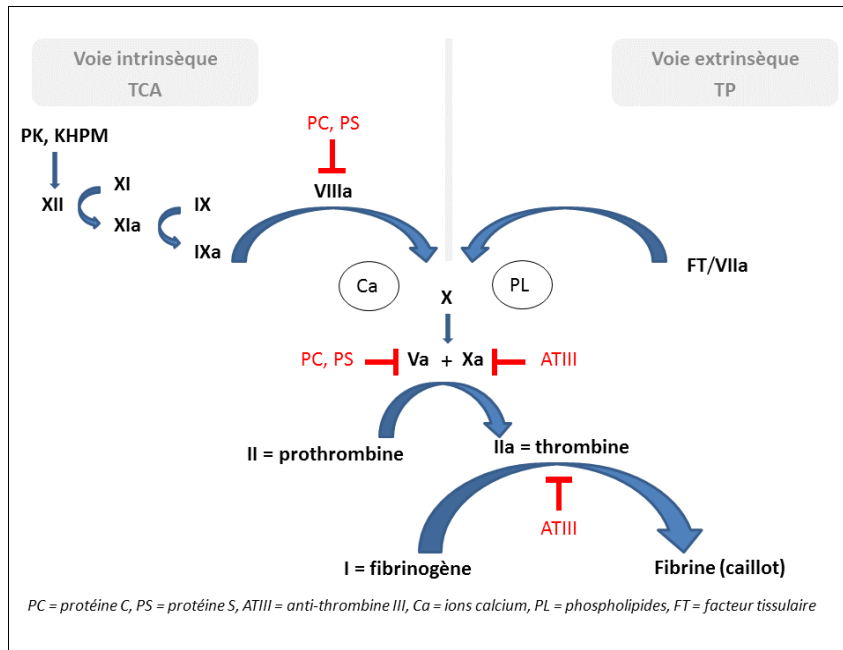 Voie intrinsèque
TCA
Voie extrinsèque
TP
PK, KHPM
PC, PS
XII
XI
XIa
IX
IXa
VIIIa
FT/VIIa
Ca
PL
X
PC, PS
Va + Xa
ATIII
II = prothrombine
IIa = thrombine
ATIII
I = fibrinogène
Fibrine (caillot)
PC = protéine C, PS = protéine S, ATIII = anti-thrombine III, Ca = ions calcium, PL = phospholipides, FT = facteur tissulaire